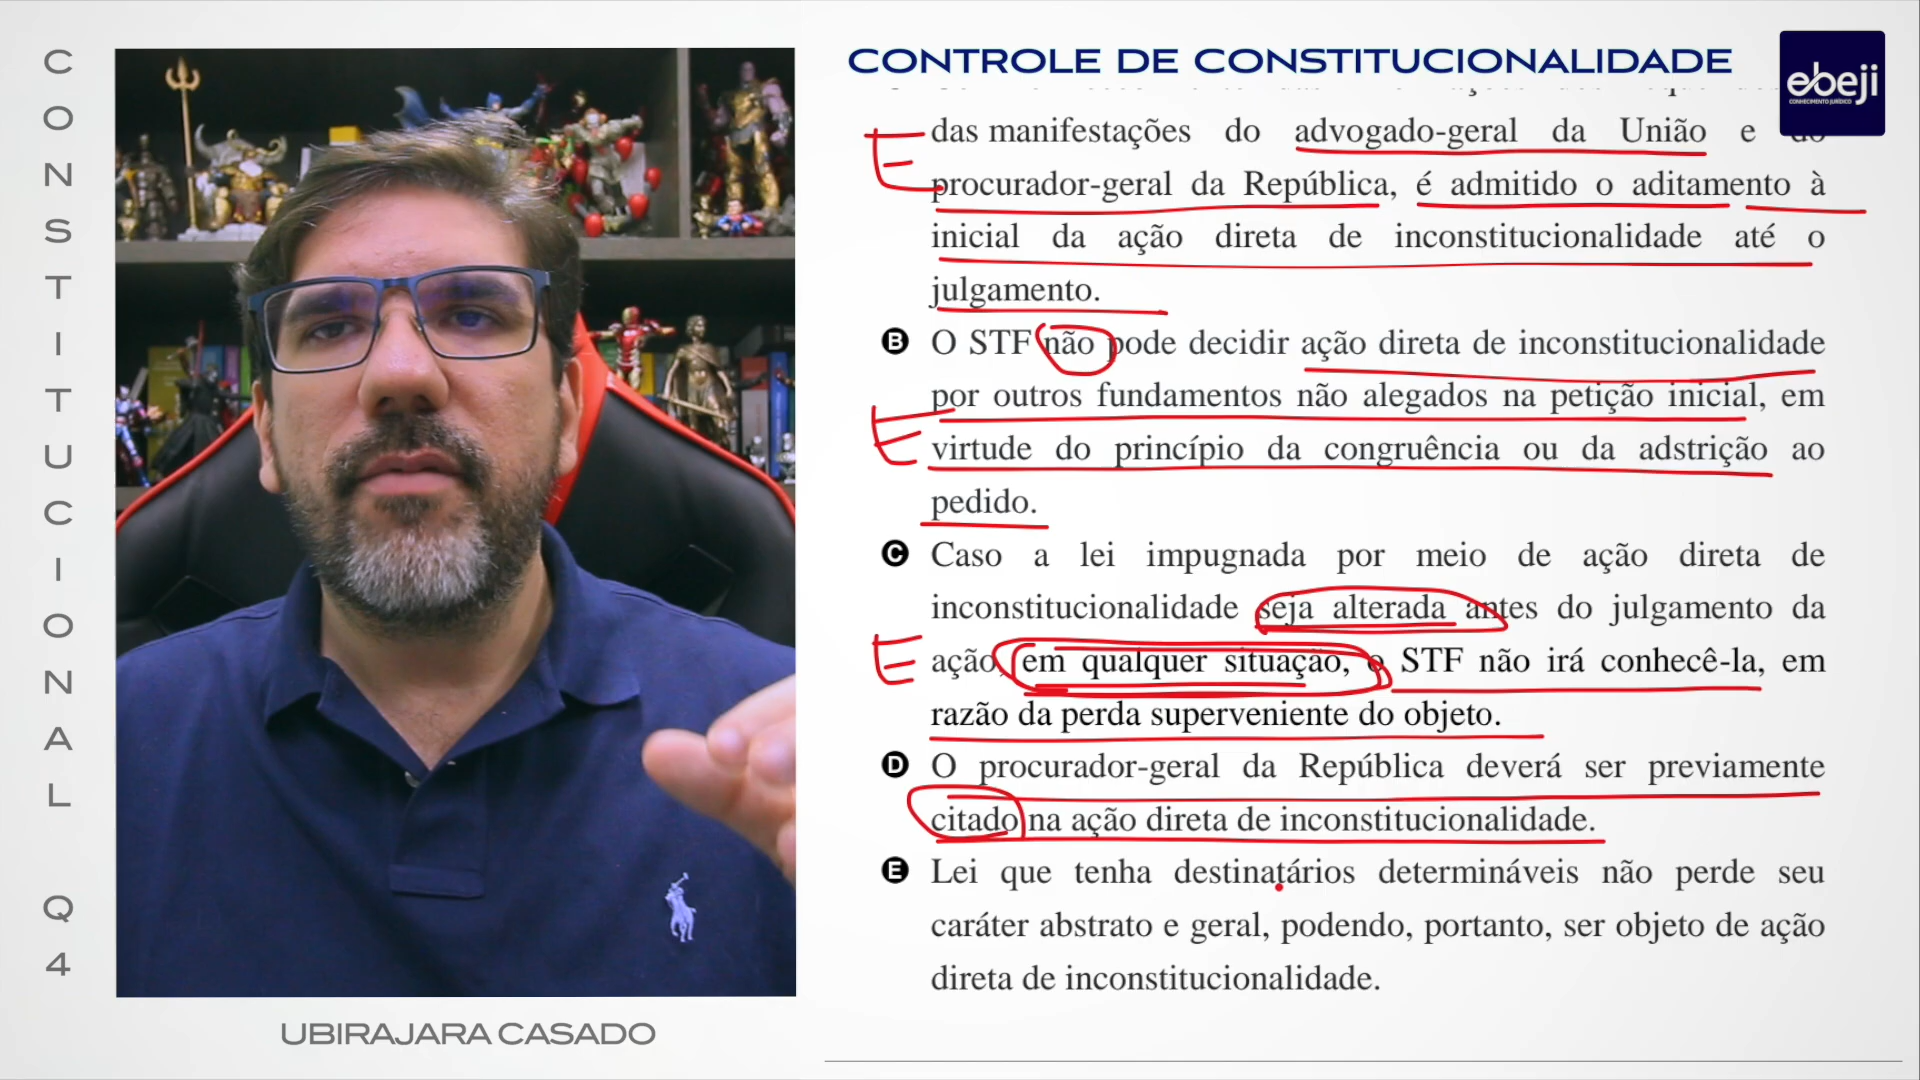 CONSTITUCIONAL Q4
CONTROLE DE CONSTITUCIONALIDADE
ebeji
CONHECIMENTO JURÍDICO
das manifestações do advogado-geral da União e do
procurador-geral da República, é admitido o aditamento à
inicial da ação direta de inconstitucionalidade até o
julgamento.
E
B O STF não pode decidir ação direta de inconstitucionalidade
por outros fundamentos não alegados na petição inicial, em
virtude do princípio da congruência ou da adstrição ao
pedido.
E
C Caso a lei impugnada por meio de ação direta de
inconstitucionalidade seja alterada antes do julgamento da
ação, em qualquer situação, o STF não irá conhecê-la, em
razão da perda superveniente do objeto.
E
D O procurador-geral da República deverá ser previamente
citado na ação direta de inconstitucionalidade.
E Lei que tenha destinatários determináveis não perde seu
caráter abstrato e geral, podendo, portanto, ser objeto de ação
direta de inconstitucionalidade.
UBIRAJARA CASADO